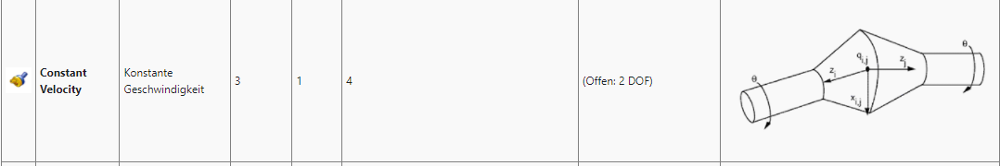 Constant
Velocity
Konstante
Geschwindigkeit
3
1
4
(Offen: 2 DOF)
θ
q i,j
z i
z j
x i,j
θ